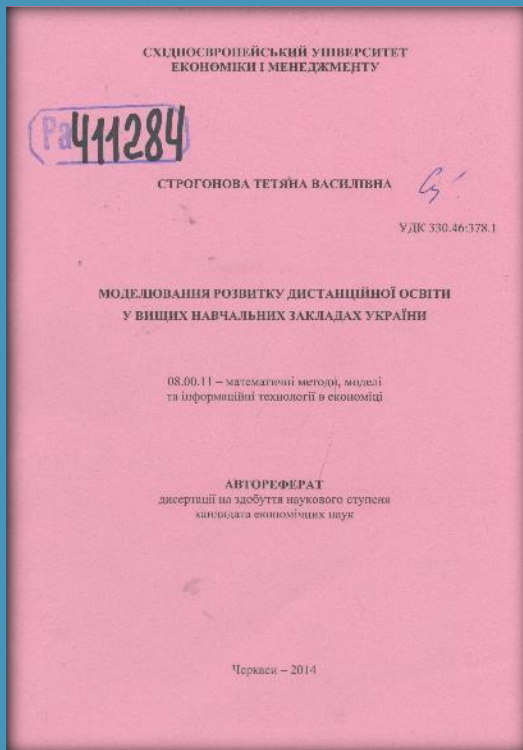 СХІДНОЄВРОПЕЙСЬКИЙ УНІВЕРСИТЕТ
ЕКОНОМІКИ І МЕНЕДЖМЕНТУ
Ра 411284
СТРОГОНОВА ТЕТЯНА ВАСИЛІВНА
УДК 330.46:378.1
МОДЕЛЮВАННЯ РОЗВИТКУ ДИСТАНЦІЙНОЇ ОСВІТИ
У ВИЩИХ НАВЧАЛЬНИХ ЗАКЛАДАХ УКРАЇНИ
08.00.11 – математичні методи, моделі
та інформаційні технології в економіці
АВТОРЕФЕРАТ
дисертації на здобуття наукового ступеня
кандидата економічних наук
Черкаси – 2014